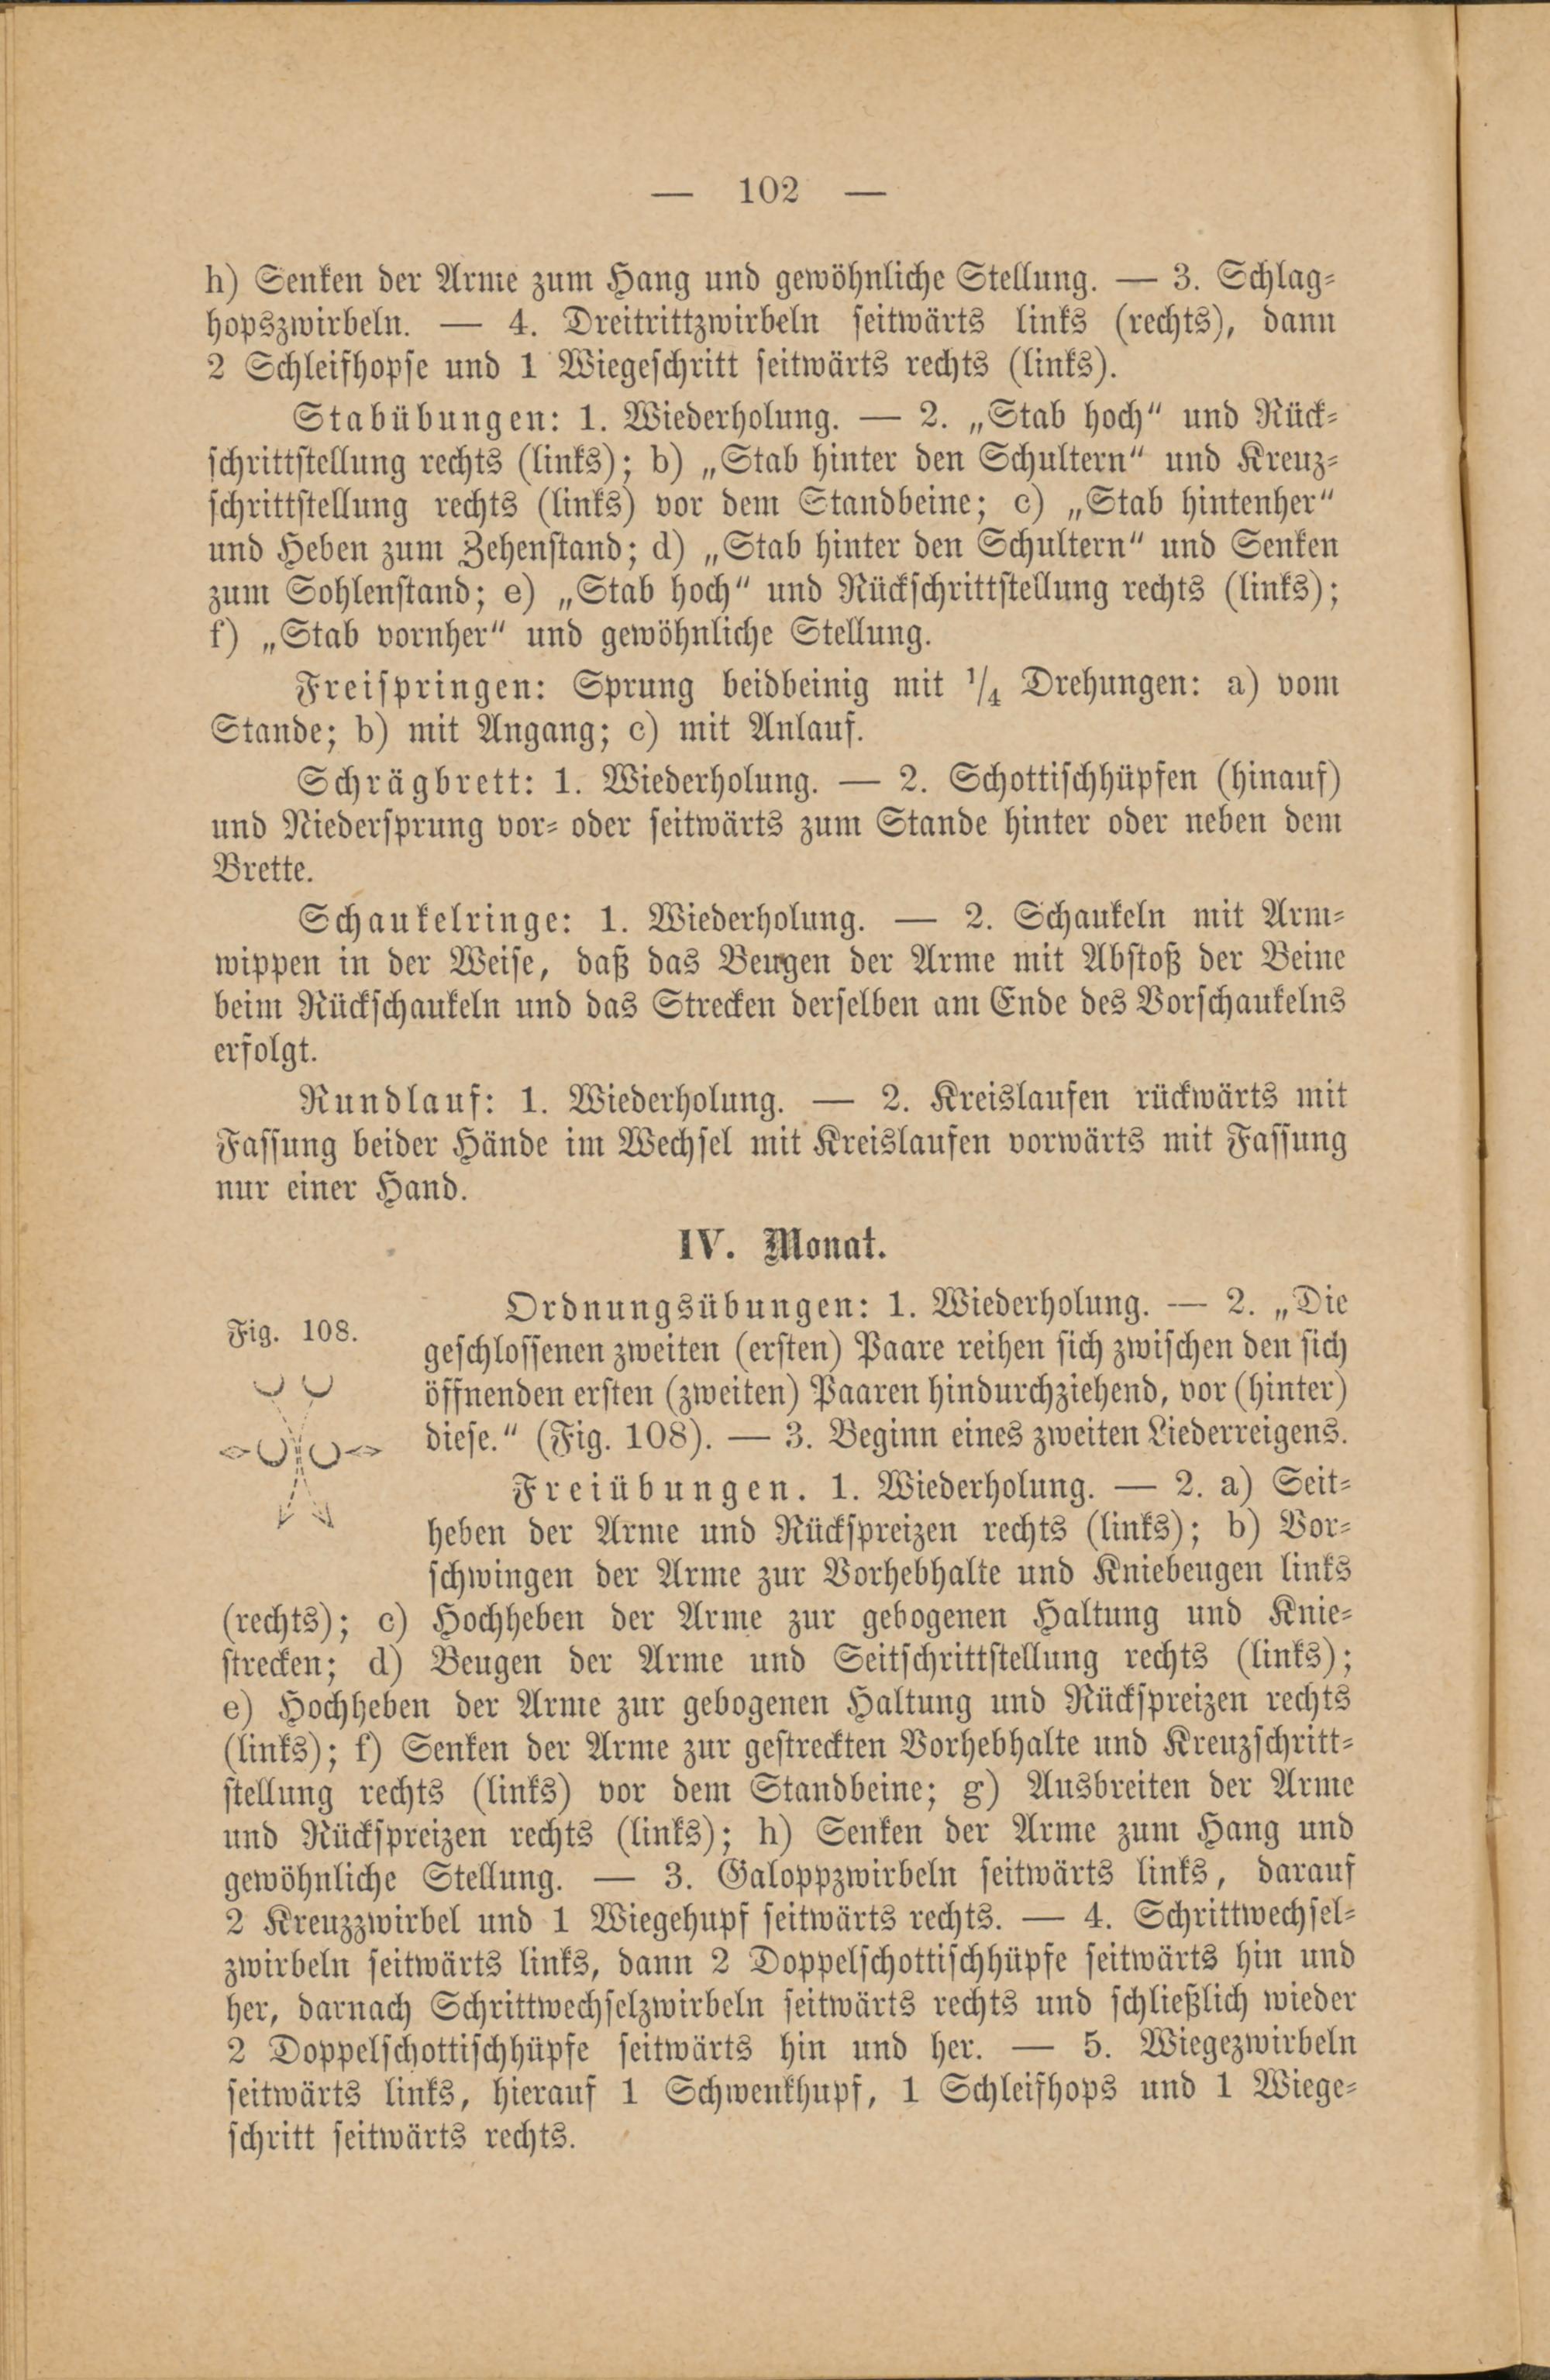 — 102 —
h) Senken der Arme zum Hang und gewöhnliche Stellung. — 3. Schlag-
hopszwirbeln. — 4. Dreitrittzwirbeln seitwärts links (rechts), dann
2 Schleifhopse und 1 Wiegeschritt seitwärts rechts (links).
Stabübungen: 1. Wiederholung. — 2. „Stab hoch“ und Rück-
schrittstellung rechts (links); b) „Stab hinter den Schultern“ und Kreuz-
schrittstellung rechts (links) vor dem Standbeine; c) „Stab hintenher“
und Heben zum Zehenstand; d) „Stab hinter den Schultern“ und Senken
zum Sohlenstand; e) „Stab hoch“ und Rückschrittstellung rechts (links);
f) „Stab vornher“ und gewöhnliche Stellung.
Freispringen: Sprung beidbeinig mit 1/4 Drehungen: a) vom
Stande; b) mit Angang; c) mit Anlauf.
Schrägbrett: 1. Wiederholung. — 2. Schottischhüpfen (hinauf)
und Niedersprung vor- oder seitwärts zum Stande hinter oder neben dem
Brette.
Schaukelringe: 1. Wiederholung. — 2. Schaukeln mit Arm-
wippen in der Weise, daß das Beugen der Arme mit Abstoß der Beine
beim Rückschaukeln und das Strecken derselben am Ende des Vorschaukelns
erfolgt.
Rundlauf: 1. Wiederholung. — 2. Kreislaufen rückwärts mit
Fassung beider Hände im Wechsel mit Kreislaufen vorwärts mit Fassung
nur einer Hand.
IV. Monat.
Fig. 108.
Ordnungsübungen: 1. Wiederholung. — 2. „Die
geschlossenen zweiten (ersten) Paare reihen sich zwischen den sich
öffnenden ersten (zweiten) Paaren hindurchziehend, vor (hinter)
diese.“ (Fig. 108). — 3. Beginn eines zweiten Liederreigens.
Freiübungen. 1. Wiederholung. — 2. a) Seit-
heben der Arme und Rückspreizen rechts (links); b) Vor-
schwingen der Arme zur Vorhebhalte und Kniebeugen links
(rechts); c) Hochheben der Arme zur gebogenen Haltung und Knie-
strecken; d) Beugen der Arme und Seitschrittstellung rechts (links);
e) Hochheben der Arme zur gebogenen Haltung und Rückspreizen rechts
(links); f) Senken der Arme zur gestreckten Vorhebhalte und Kreuzschritt-
stellung rechts (links) vor dem Standbeine; g) Ausbreiten der Arme
und Rückspreizen rechts (links); h) Senken der Arme zum Hang und
gewöhnliche Stellung. — 3. Galoppzwirbeln seitwärts links, darauf
2 Kreuzzwirbel und 1 Wiegehupf seitwärts rechts. — 4. Schrittwechsel-
zwirbeln seitwärts links, dann 2 Doppelschottischhüpfe seitwärts hin und
her, darnach Schrittwechselzwirbeln seitwärts rechts und schließlich wieder
2 Doppelschottischhüpfe seitwärts hin und her. — 5. Wiegezwirbeln
seitwärts links, hierauf 1 Schwenkhupf, 1 Schleifhops und 1 Wiege-
schritt seitwärts rechts.